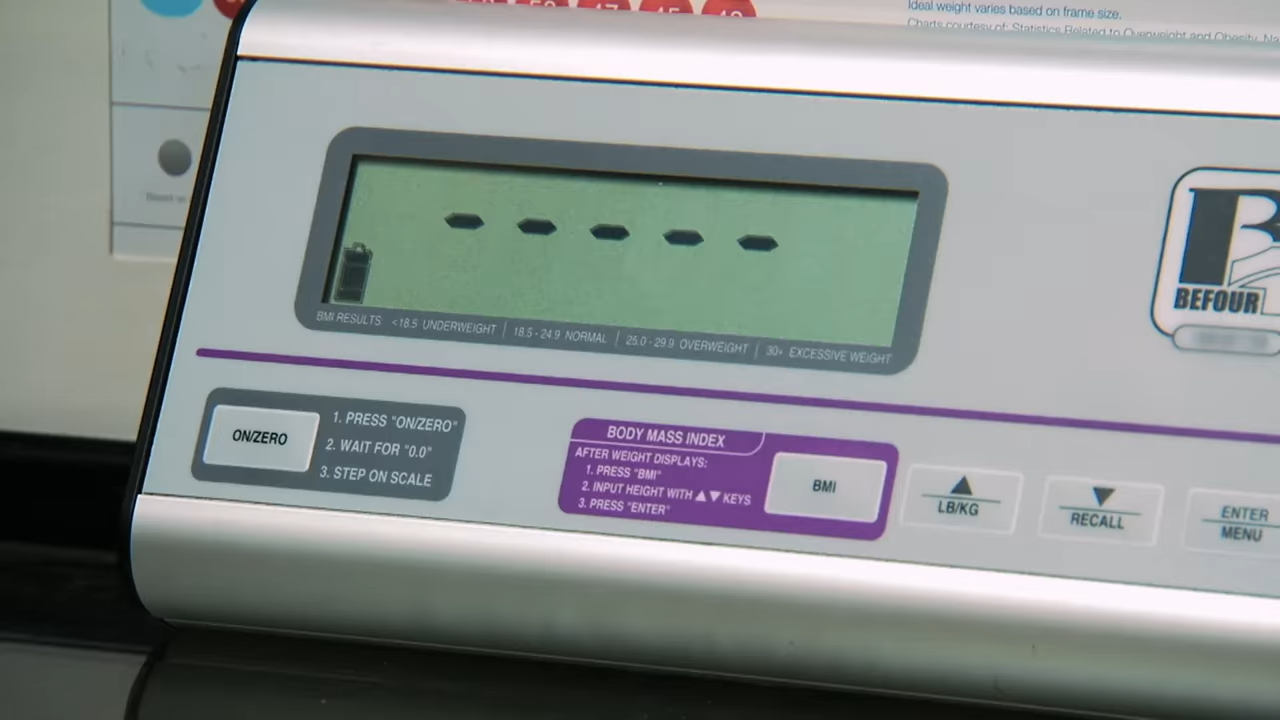 Ideal weight varies based on frame size.
Charts courtesy of: Statistics Related to Overweight and Obesity, Na
- - - - -
BMI RESULTS <18.5 UNDERWEIGHT | 18.5 - 24.9 NORMAL | 25.0 - 29.9 OVERWEIGHT | 30+ EXCESSIVE WEIGHT
BEFOUR
ON/ZERO
1. PRESS "ON/ZERO"
2. WAIT FOR "0.0"
3. STEP ON SCALE
BODY MASS INDEX
AFTER WEIGHT DISPLAYS:
1. PRESS "BMI"
2. INPUT HEIGHT WITH ▲▼ KEYS
3. PRESS "ENTER"
BMI
▲
LB/KG
▼
RECALL
ENTER
MENU